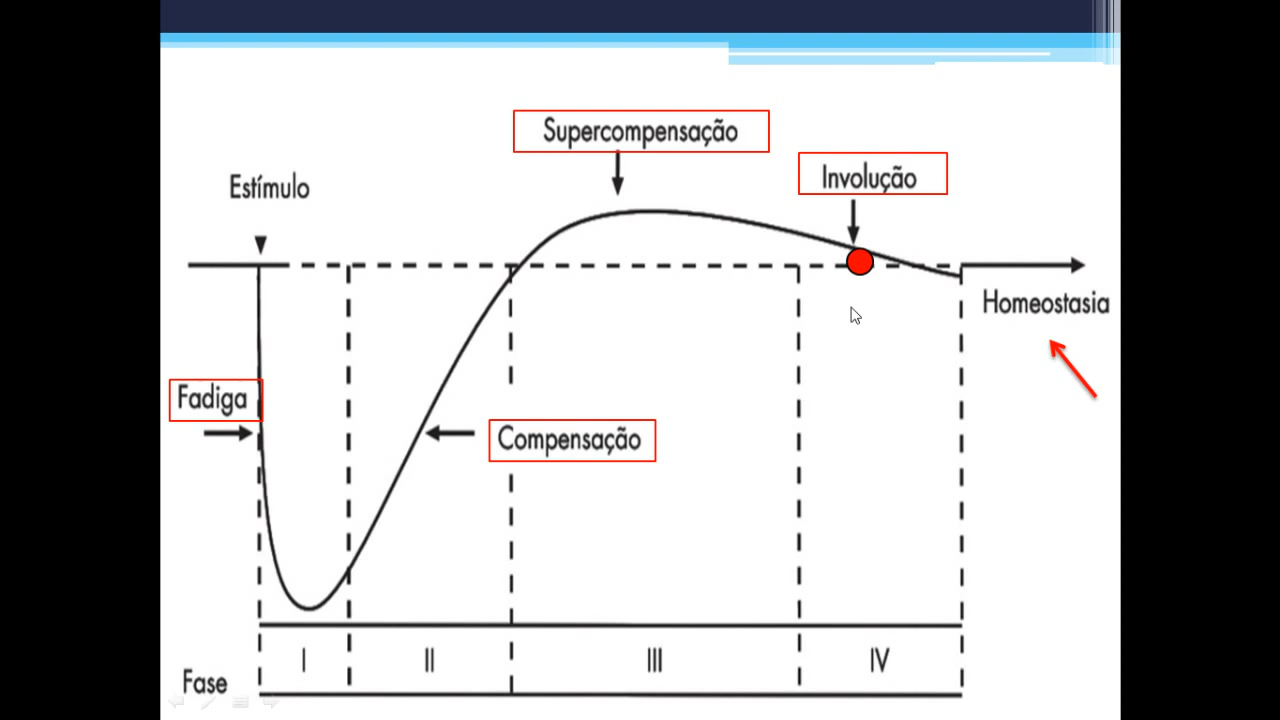 Supercompensação
Involução
Estímulo
Homeostasia
Fadiga
Compensação
I
II
III
IV
Fase